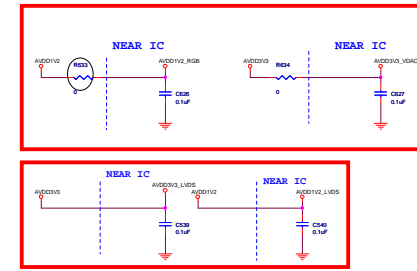 NEAR IC
NEAR IC
AVDD1V2
R633
AVDD1V2_RGB
AVDD3V3
R634
AVDD3V3_VDAC
0
0
C626
0.1uF
C627
0.1uF
NEAR IC
NEAR IC
AVDD3V3
AVDD3V3_LVDS
AVDD1V2
AVDD1V2_LVDS
C539
0.1uF
C540
0.1uF